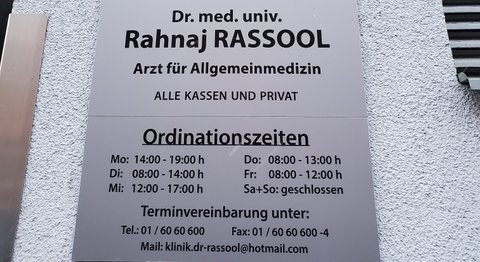 Dr. med. univ.
Rahnaj RASSOOL
Arzt für Allgemeinmedizin
ALLE KASSEN UND PRIVAT
Ordinationszeiten
Mo: 14:00 - 19:00 h Do: 08:00 - 13:00 h
Di: 08:00 - 14:00 h Fr: 08:00 - 12:00 h
Mi: 12:00 - 17:00 h Sa+So: geschlossen
Terminvereinbarung unter:
Tel.: 01 / 60 60 600 Fax: 01 / 60 60 600 -4
Mail: klinik.dr-rassool@hotmail.com